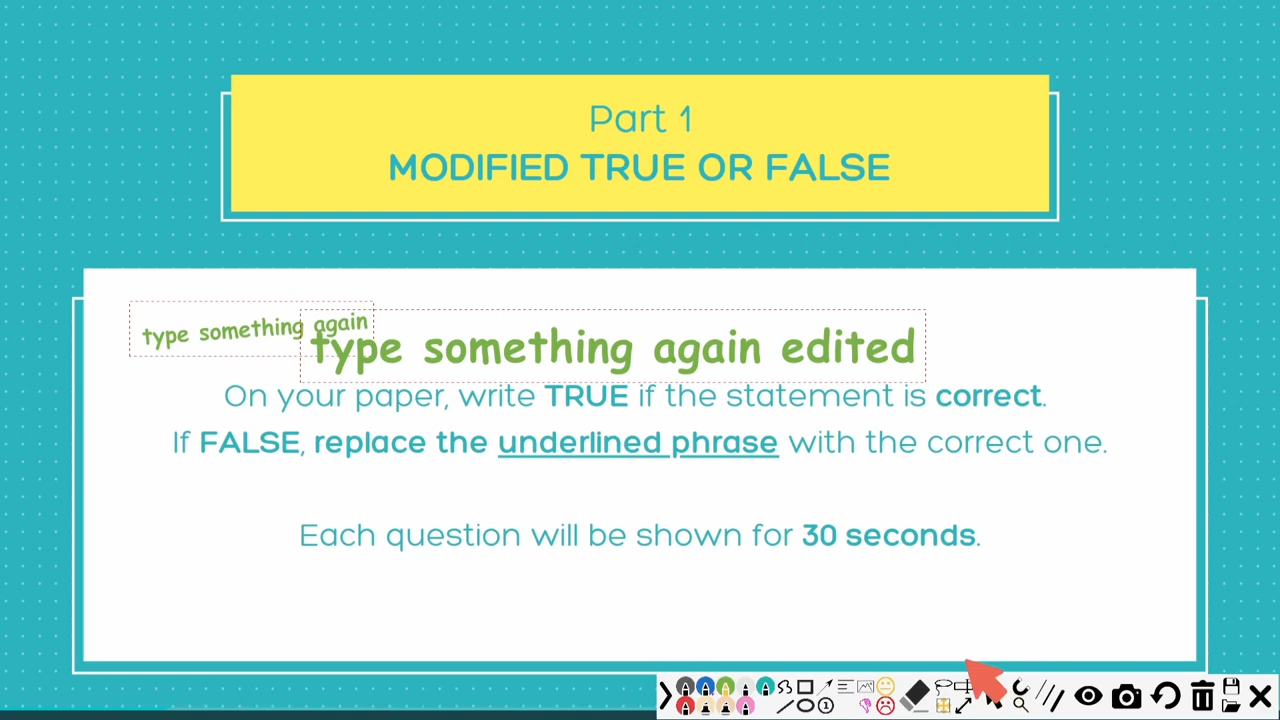 Part 1
MODIFIED TRUE OR FALSE
type something again
type something again edited
On your paper, write TRUE if the statement is correct.
If FALSE, replace the underlined phrase with the correct one.
Each question will be shown for 30 seconds.